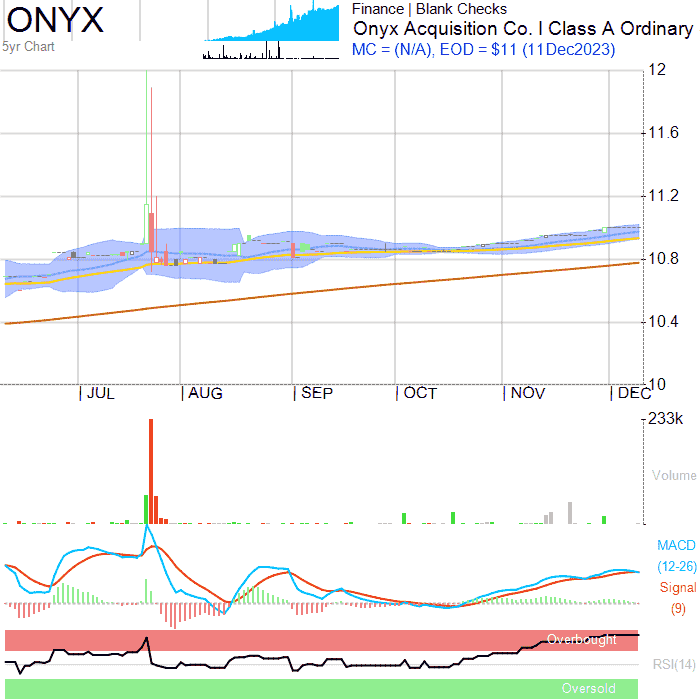 ONYX
5yr Chart
Finance | Blank Checks
Onyx Acquisition Co. I Class A Ordinary
MC = (N/A), EOD = $11 (11Dec2023)
12
11.6
11.2
10.8
10.4
10
JUL AUG SEP OCT NOV DEC
233k
Volume
MACD
(12-26)
Signal
(9)
Overbought
RSI(14)
Oversold